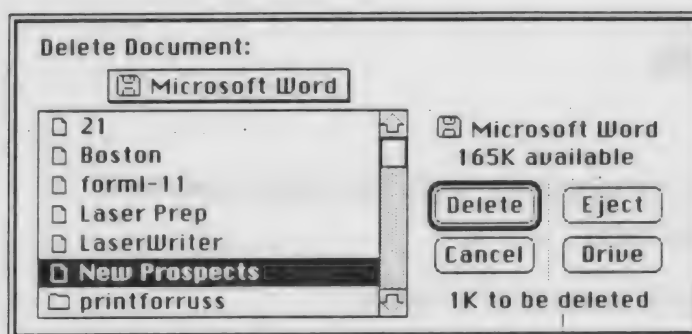 Delete Document:
Microsoft Word
21
Boston
forml-11
Laser Prep
LaserWriter
New Prospects
printforruss
Microsoft Word
165K available
Delete
Eject
Cancel
Drive
1K to be deleted